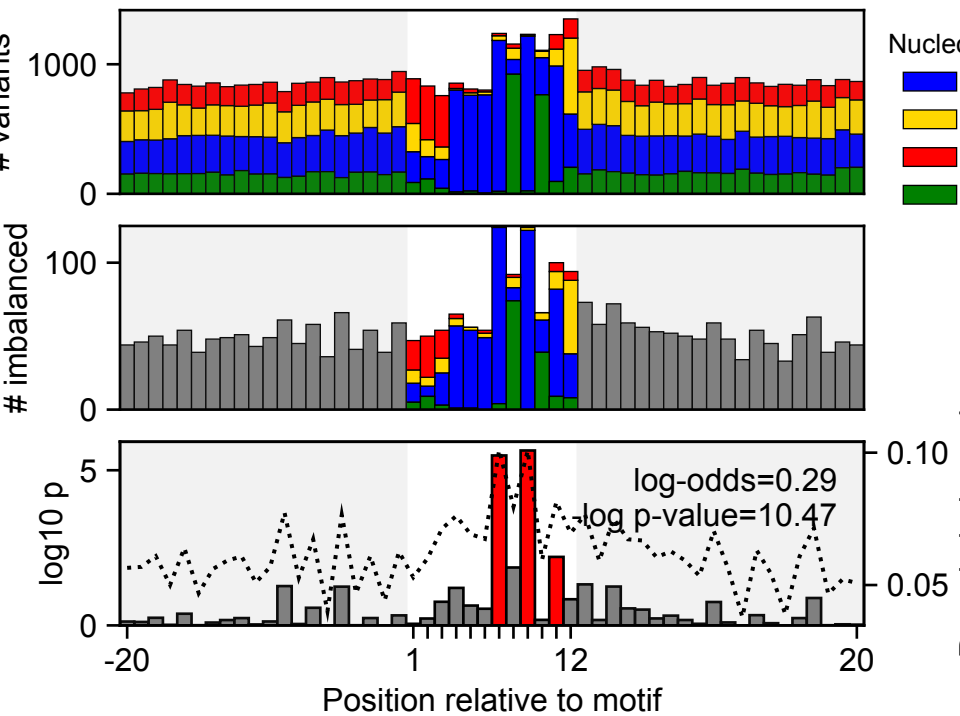 # variants
1000
0
Nucleo
# imbalanced
100
0
log10 p
5
0
log-odds=0.29
-log p-value=10.47
0.10
0.05
-20
1
12
20
Position relative to motif